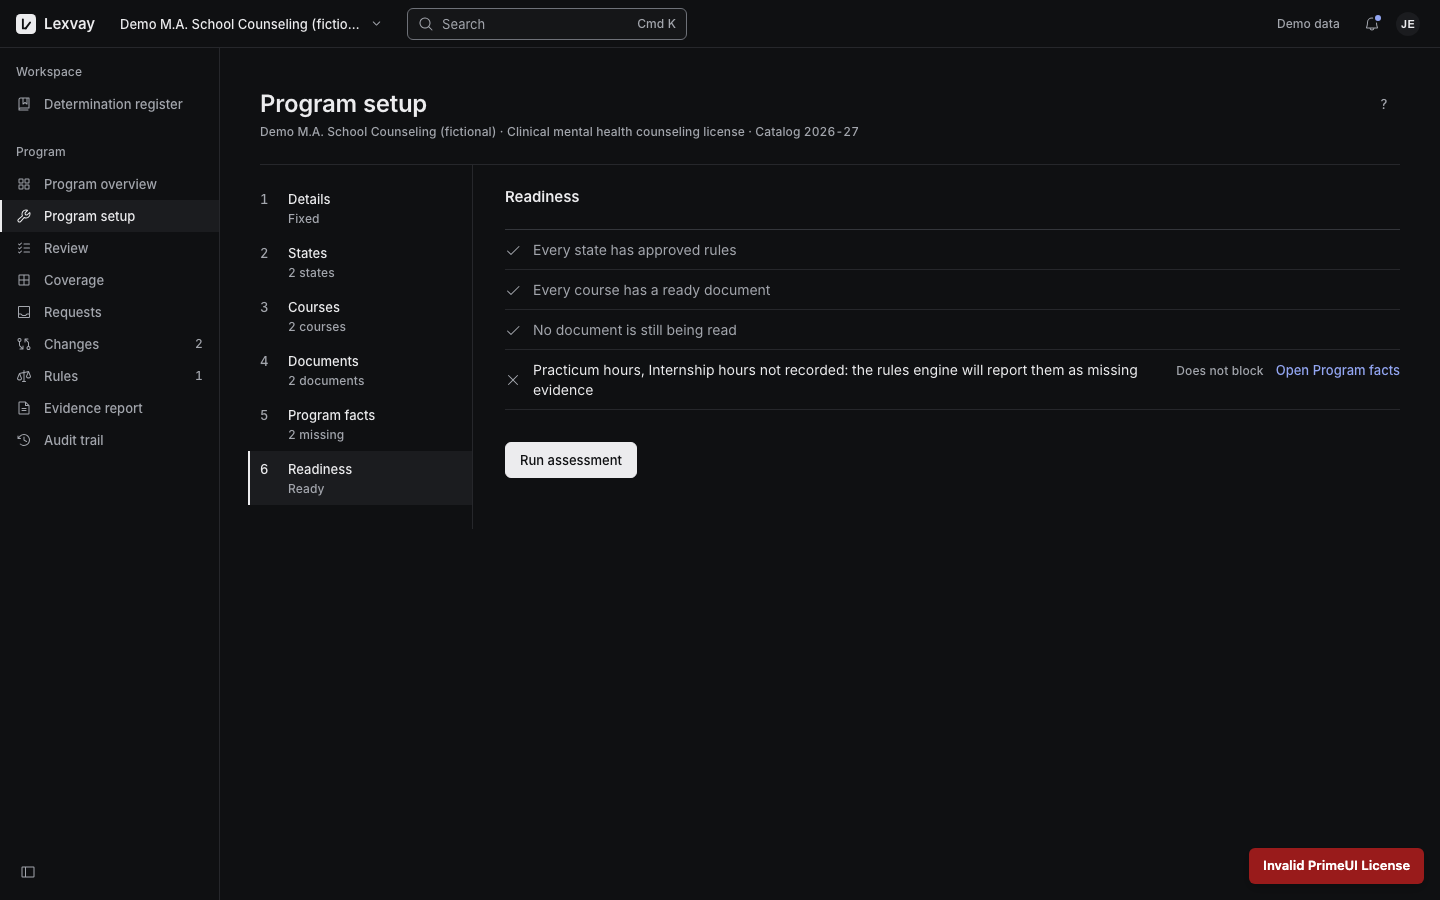 Lexvay
Demo M.A. School Counseling (fictio...
Search
Cmd K
Demo data
JE
Workspace
Determination register
Program
Program overview
Program setup
Review
Coverage
Requests
Changes 2
Rules 1
Evidence report
Audit trail
Program setup
?
Demo M.A. School Counseling (fictional) · Clinical mental health counseling license · Catalog 2026-27
1 Details
Fixed
2 States
2 states
3 Courses
2 courses
4 Documents
2 documents
5 Program facts
2 missing
6 Readiness
Ready
Readiness
Every state has approved rules
Every course has a ready document
No document is still being read
Practicum hours, Internship hours not recorded: the rules engine will report them as missing
evidence
Does not block
Open Program facts
Run assessment
Invalid PrimeUI License